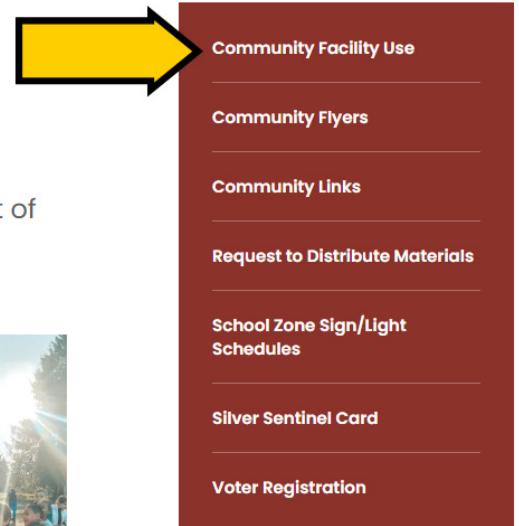 Community Facility Use
Community Flyers
Community Links
of
Request to Distribute Materials
School Zone Sign/Light
Schedules
Silver Sentinel Card
Voter Registration